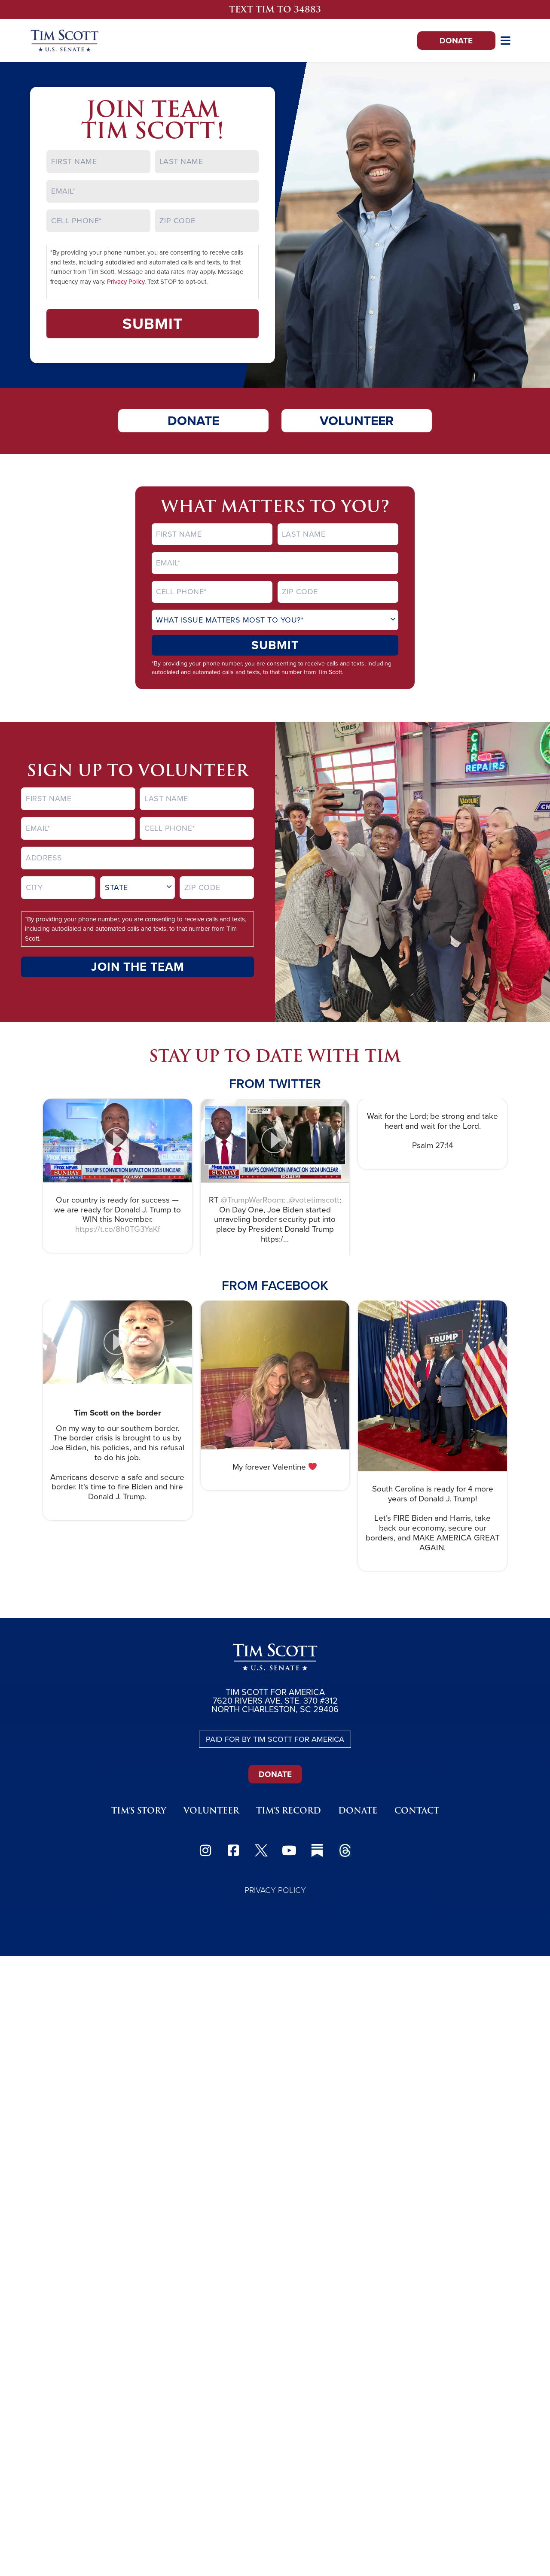 TEXT TIM TO 34883
TIM SCOTT
U.S. SENATE
DONATE
JOIN TEAM
TIM SCOTT!
FIRST NAME LAST NAME
EMAIL*
CELL PHONE* ZIP CODE
*By providing your phone number, you are consenting to receive calls
and texts, including autodialed and automated calls and texts, to that
number from Tim Scott. Message and data rates may apply. Message
frequency may vary. Privacy Policy. Text STOP to opt-out.
SUBMIT
DONATE VOLUNTEER
WHAT MATTERS TO YOU?
FIRST NAME LAST NAME
EMAIL*
CELL PHONE* ZIP CODE
WHAT ISSUE MATTERS MOST TO YOU?*
SUBMIT
*By providing your phone number, you are consenting to receive calls and texts, including
autodialed and automated calls and texts, to that number from Tim Scott.
SIGN UP TO VOLUNTEER
FIRST NAME LAST NAME
EMAIL* CELL PHONE*
ADDRESS
CITY STATE ZIP CODE
*By providing your phone number, you are consenting to receive calls and texts,
including autodialed and automated calls and texts, to that number from Tim
Scott.
JOIN THE TEAM
TIRES
CAR
REPAIRS
VALVOLINE
CH
STAY UP TO DATE WITH TIM
FROM TWITTER
FOX NEWS
SUNDAY
TRUMP'S CONVICTION IMPACT ON 2024 UNCLEAR
Our country is ready for success —
we are ready for Donald J. Trump to
WIN this November.
https://t.co/8h0TG3YaKf
FOX NEWS
SUNDAY
TRUMP'S CONVICTION IMPACT ON 2024 UNCLEAR
RT @TrumpWarRoom: .@votetimscott:
On Day One, Joe Biden started
unraveling border security put into
place by President Donald Trump
https:/…
Wait for the Lord; be strong and take
heart and wait for the Lord.
Psalm 27:14
FROM FACEBOOK
Tim Scott on the border
On my way to our southern border.
The border crisis is brought to us by
Joe Biden, his policies, and his refusal
to do his job.
Americans deserve a safe and secure
border. It's time to fire Biden and hire
Donald J. Trump.
My forever Valentine ❤
TRUMP
South Carolina is ready for 4 more
years of Donald J. Trump!
Let's FIRE Biden and Harris, take
back our economy, secure our
borders, and MAKE AMERICA GREAT
AGAIN.
TIM SCOTT
U.S. SENATE
TIM SCOTT FOR AMERICA
7620 RIVERS AVE, STE. 370 #312
NORTH CHARLESTON, SC 29406
PAID FOR BY TIM SCOTT FOR AMERICA
DONATE
TIM'S STORY VOLUNTEER TIM'S RECORD DONATE CONTACT
PRIVACY POLICY